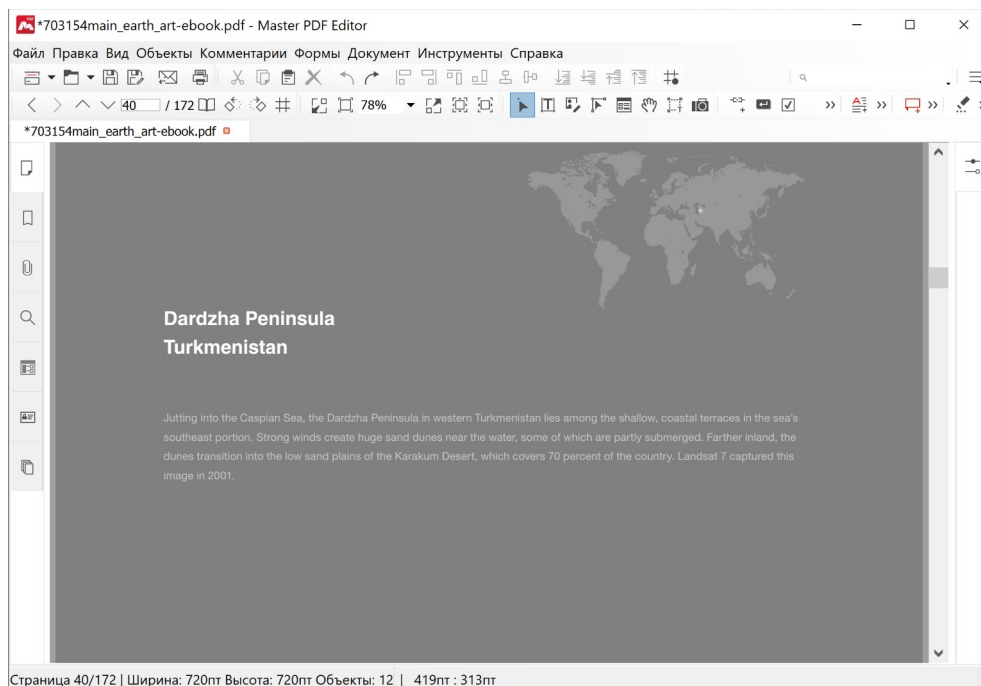 *703154main_earth_art-ebook.pdf - Master PDF Editor
Файл Правка Вид Объекты Комментарии Формы Документ Инструменты Справка
40 / 172 78%
*703154main_earth_art-ebook.pdf
Dardzha Peninsula
Turkmenistan
Jutting into the Caspian Sea, the Dardzha Peninsula in western Turkmenistan lies among the shallow, coastal terraces in the sea's
southeast portion. Strong winds create huge sand dunes near the water, some of which are partly submerged. Farther inland, the
dunes transition into the low sand plains of the Karakum Desert, which covers 70 percent of the country. Landsat 7 captured this
image in 2001.
Страница 40/172 | Ширина: 720пт Высота: 720пт Объекты: 12 | 419пт : 313пт